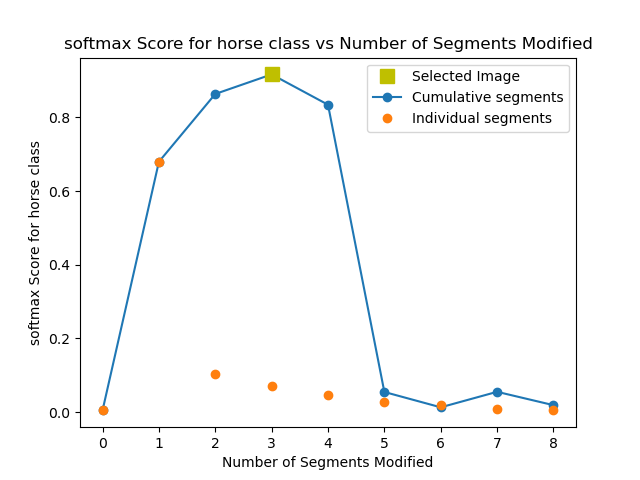 softmax Score for horse class vs Number of Segments Modified
Selected Image
Cumulative segments
Individual segments
softmax Score for horse class
0.8
0.6
0.4
0.2
0.0
0 1 2 3 4 5 6 7 8
Number of Segments Modified